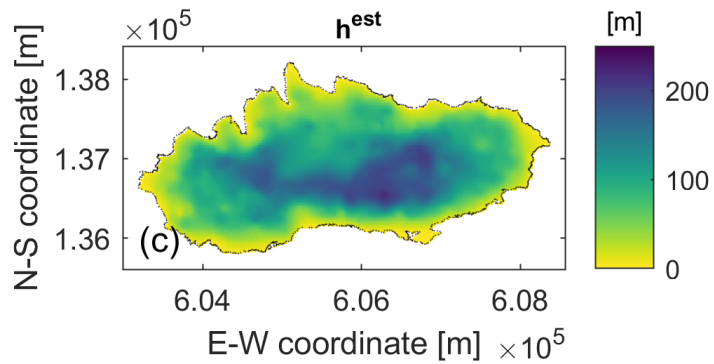 ×10⁵
h^est
[m]
1.38
1.37
1.36
N-S coordinate [m]
(c)
6.04
6.06
6.08
E-W coordinate [m]
×10⁵
200
100
0